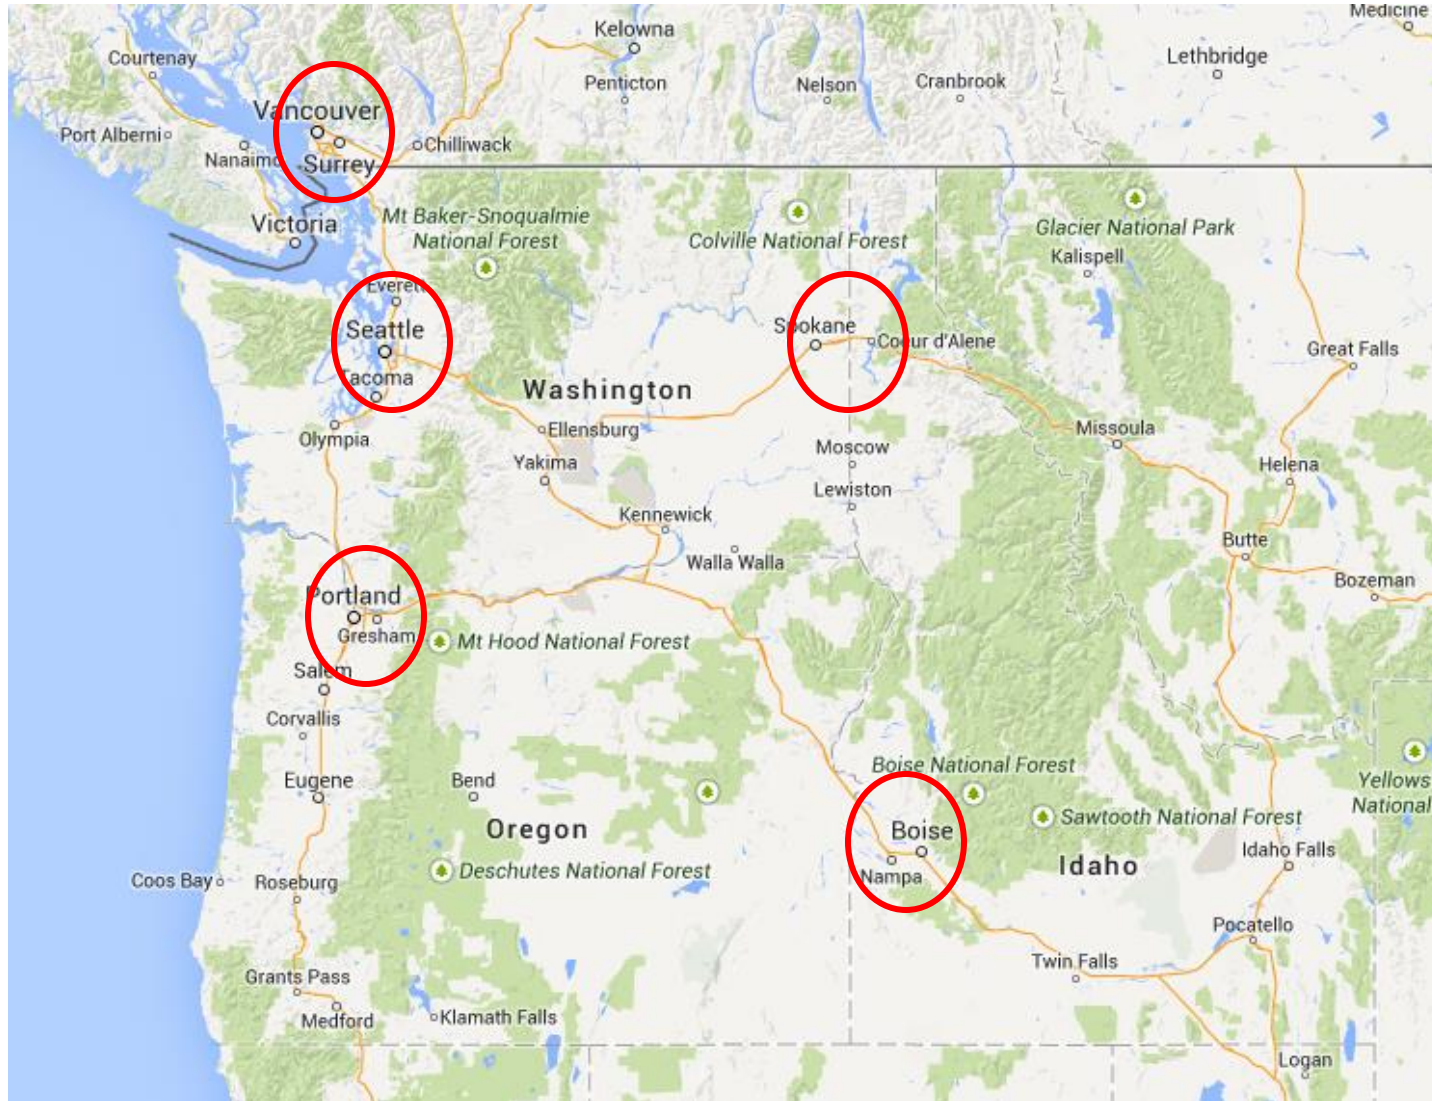 Medicine
Kelowna
Courtenay
Lethbridge
Penticton
Nelson
Cranbrook
Vancouver
Port Alberni
Chilliwack
Nanaimo
Surrey
Victoria
Mt Baker-Snoqualmie
National Forest
Colville National Forest
Glacier National Park
Kalispell
Everett
Seattle
Spokane
Coeur d'Alene
Great Falls
Tacoma
Washington
Olympia
Ellensburg
Missoula
Moscow
Yakima
Helena
Lewiston
Kennewick
Butte
Walla Walla
Bozeman
Portland
Gresham
Mt Hood National Forest
Salem
Corvallis
Boise National Forest
Eugene
Bend
Yellows
National
Sawtooth National Forest
Oregon
Boise
Idaho Falls
Idaho
Deschutes National Forest
Nampa
Coos Bay
Roseburg
Pocatello
Twin Falls
Grants Pass
Medford
Klamath Falls
Logan